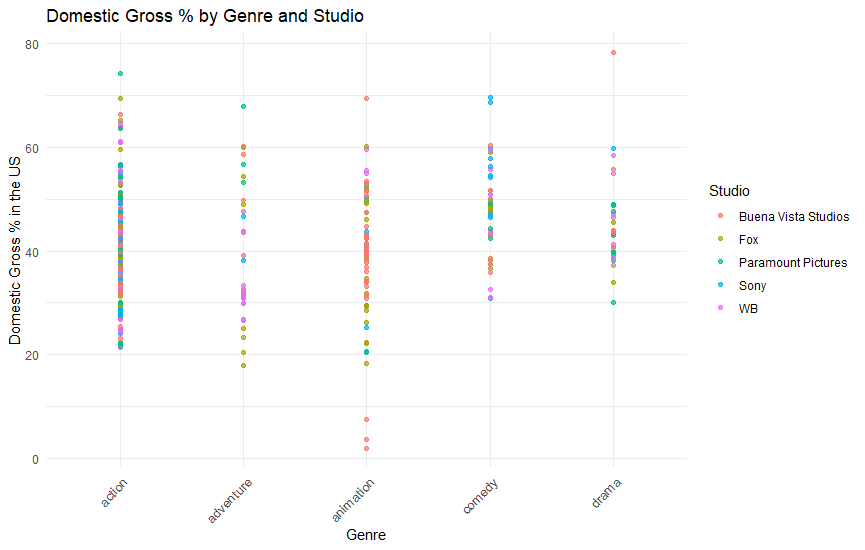 Domestic Gross % by Genre and Studio
Domestic Gross % in the US
80
60
40
20
0
action
adventure
animation
comedy
drama
Genre
Studio
Buena Vista Studios
Fox
Paramount Pictures
Sony
WB